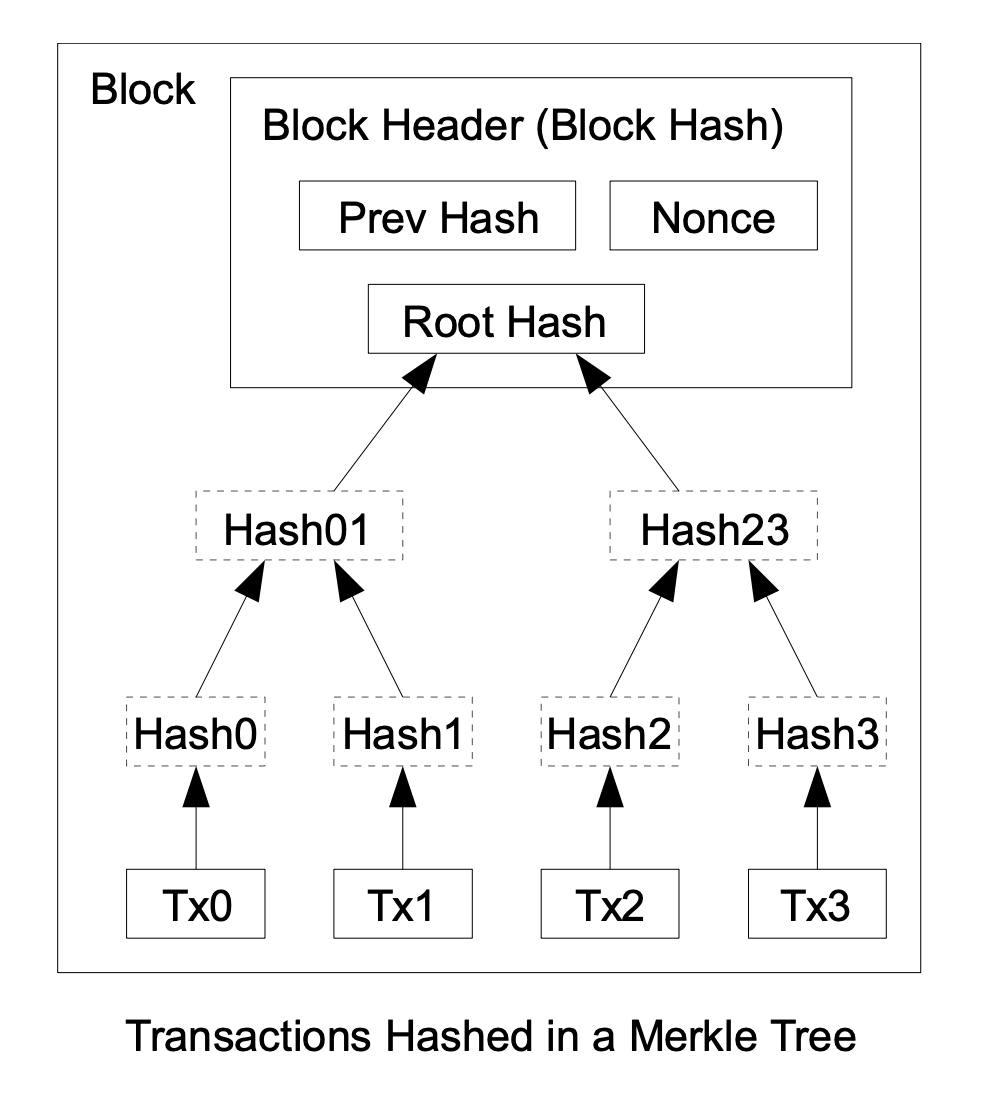 Block
Block Header (Block Hash)
Prev Hash
Nonce
Root Hash
Hash01
Hash23
Hash0
Hash1
Hash2
Hash3
Tx0
Tx1
Tx2
Tx3
Transactions Hashed in a Merkle Tree